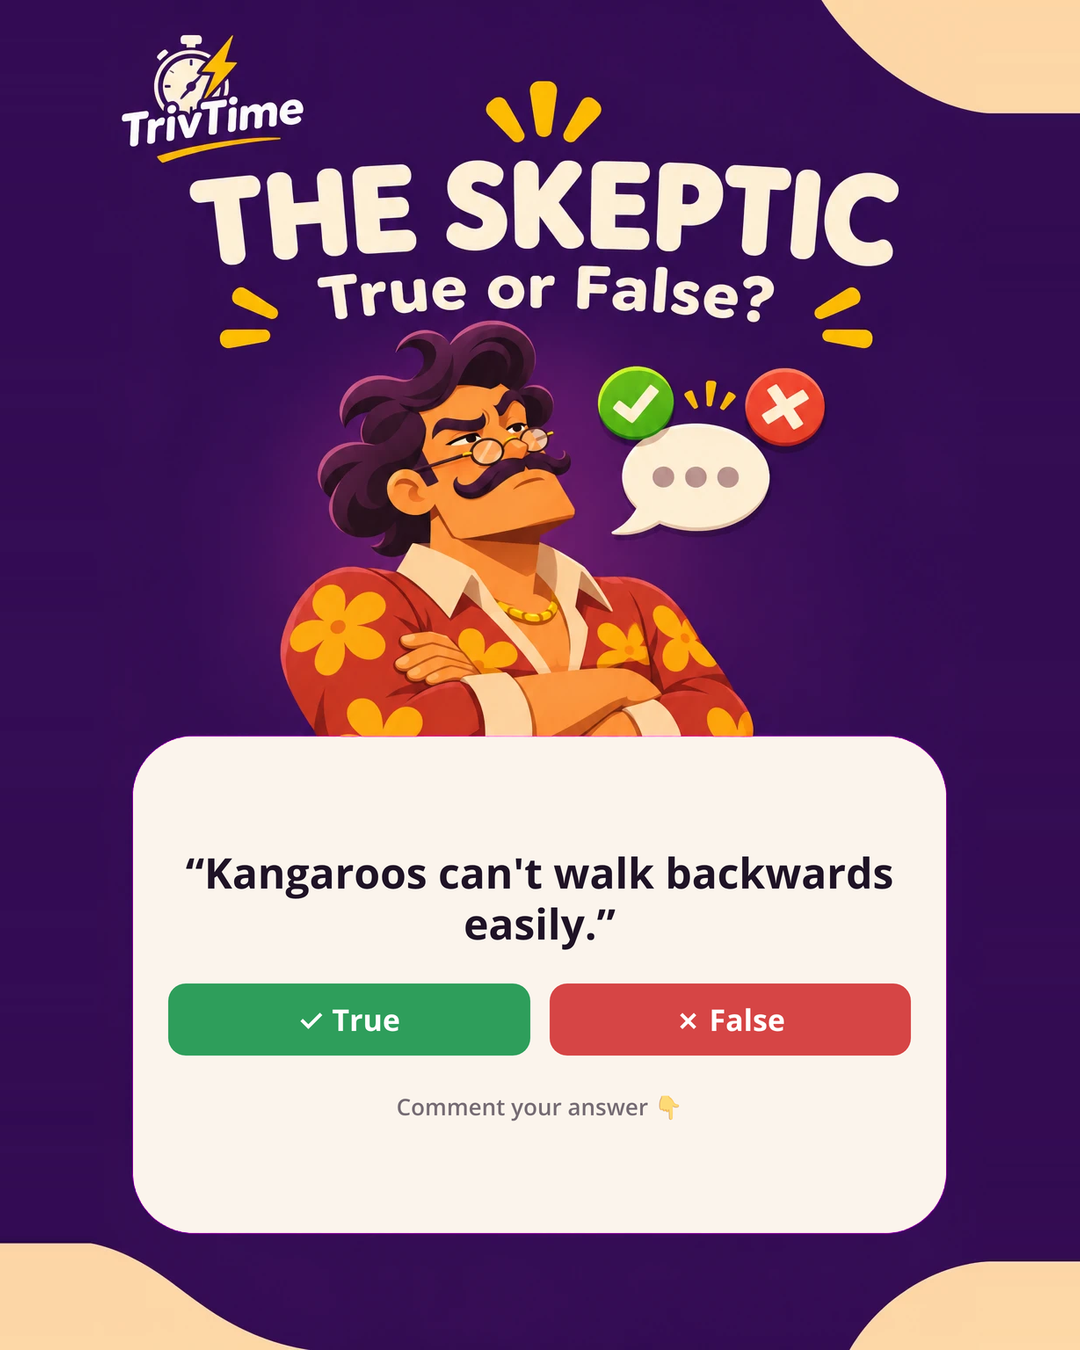 TrivTime
THE SKEPTIC
True or False?
“Kangaroos can't walk backwards
easily.”
✓ True
× False
Comment your answer 👇